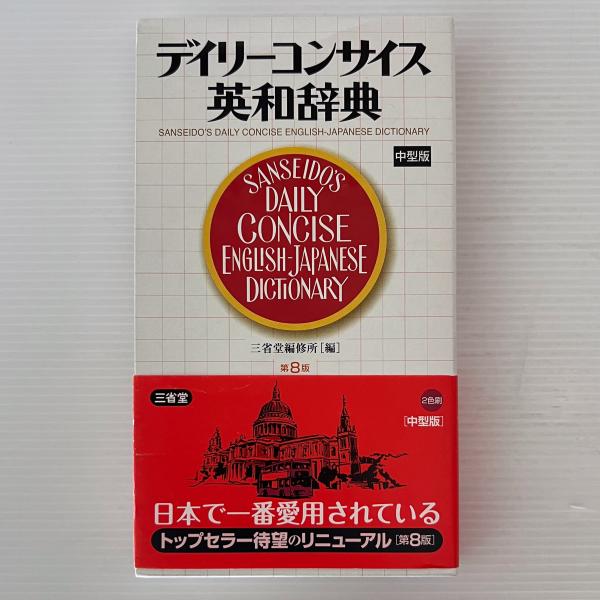 デイリーコンサイス
英和辞典
SANSEIDO'S DAILY CONCISE ENGLISH-JAPANESE DICTIONARY
中型版
SANSEIDO'S
DAILY
CONCISE
ENGLISH-JAPANESE
DICTIONARY
三省堂編修所[編]
第8版
三省堂
2色刷
[中型版]
日本で一番愛用されている
トップセラー待望のリニューアル[第8版]